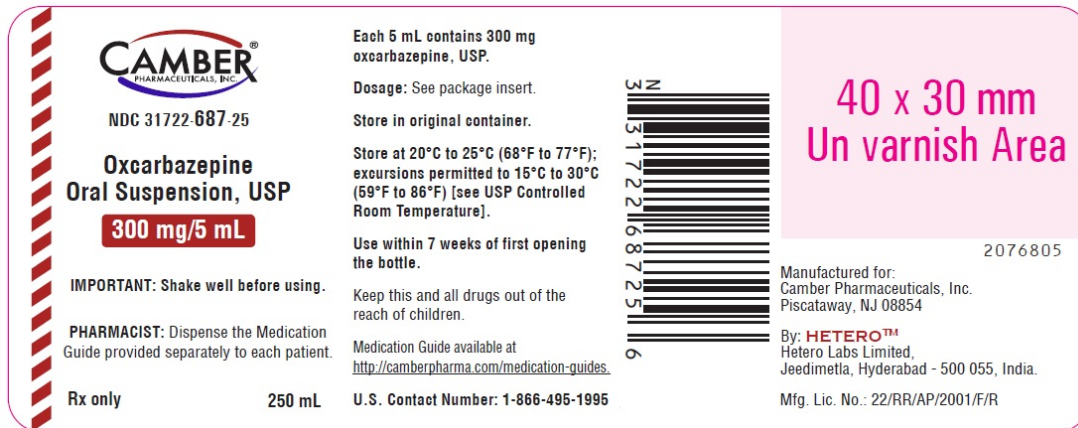 CAMBER®
PHARMACEUTICALS, INC.
NDC 31722-687-25
Oxcarbazepine
Oral Suspension, USP
300 mg/5 mL
IMPORTANT: Shake well before using.
PHARMACIST: Dispense the Medication
Guide provided separately to each patient.
Rx only
250 mL
Each 5 mL contains 300 mg
oxcarbazepine, USP.
Dosage: See package insert.
Store in original container.
Store at 20°C to 25°C (68°F to 77°F);
excursions permitted to 15°C to 30°C
(59°F to 86°F) [see USP Controlled
Room Temperature].
Use within 7 weeks of first opening
the bottle.
Keep this and all drugs out of the
reach of children.
Medication Guide available at
http://camberpharma.com/medication-guides.
U.S. Contact Number: 1-866-495-1995
N
3 31722 68725 6
40 x 30 mm
Un varnish Area
2076805
Manufactured for:
Camber Pharmaceuticals, Inc.
Piscataway, NJ 08854
By: HETERO™
Hetero Labs Limited,
Jeedimetla, Hyderabad - 500 055, India.
Mfg. Lic. No.: 22/RR/AP/2001/F/R